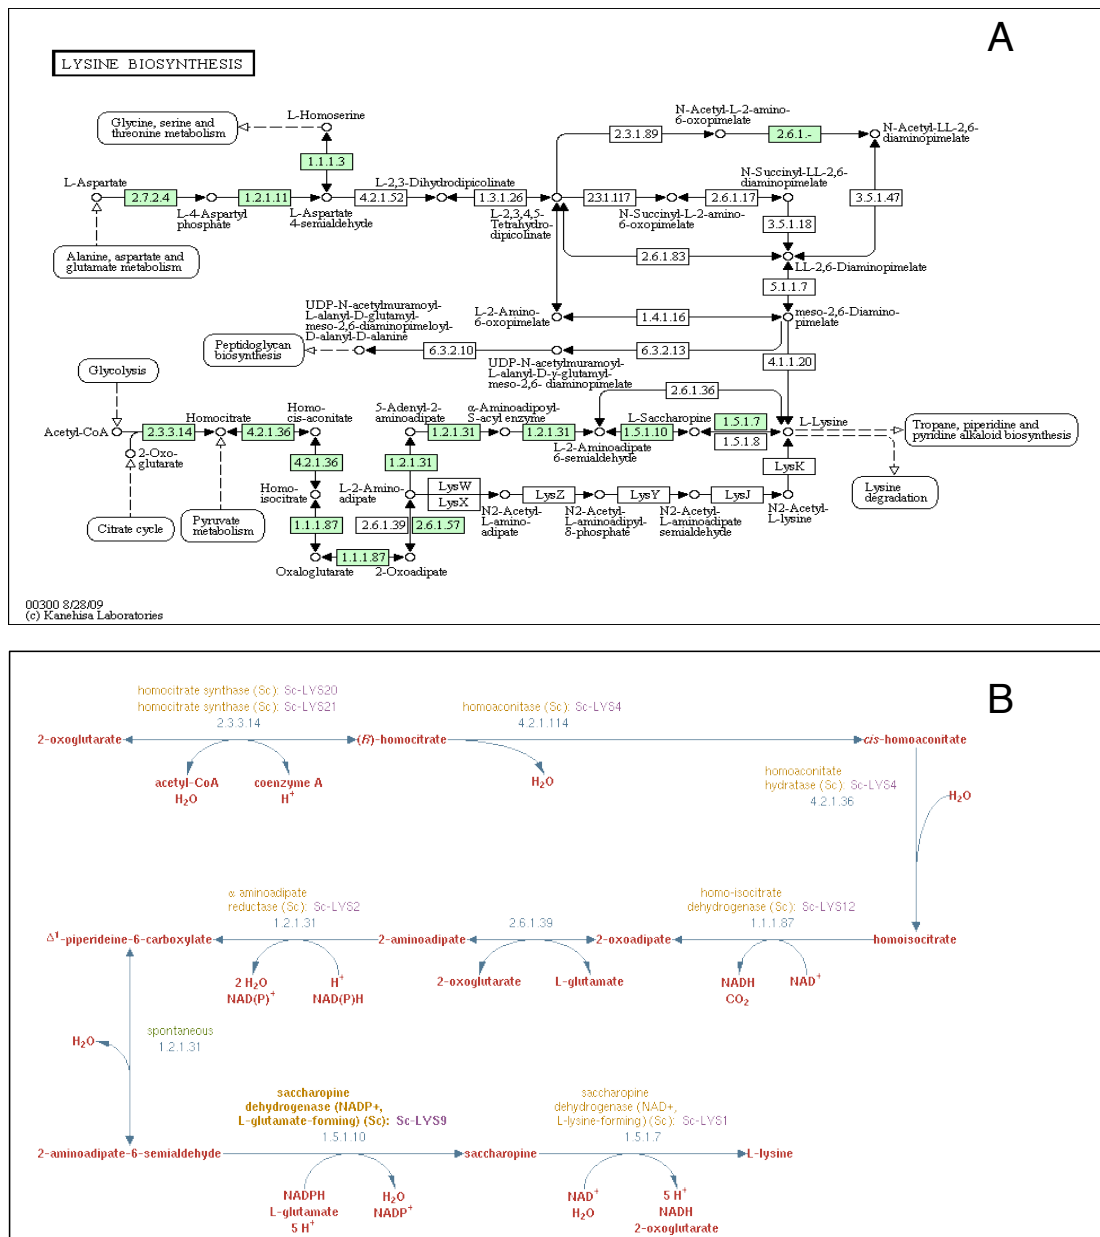 A
LYSINE BIOSYNTHESIS
Glycine, serine and
threonine metabolism
L-Homoserine
1.1.1.3
N-Acetyl-L-2-amino-
6-oxopimelate
2.3.1.89
2.6.1.-
N-Acetyl-LL-2,6-
diaminopimelate
L-Aspartate
2.7.2.4
L-4-Aspartyl
phosphate
1.2.1.11
L-Aspartate
4-semialdehyde
4.2.1.52
L-2,3-Dihydrodipicolinate
1.3.1.26
L-2,3,4,5-
Tetrahydro-
dipicolinate
2.3.1.117
N-Succinyl-L-2-amino-
6-oxopimelate
2.6.1.17
N-Succinyl-LL-2,6-
diaminopimelate
3.5.1.47
3.5.1.18
Alanine, aspartate and
glutamate metabolism
2.6.1.83
LL-2,6-Diaminopimelate
5.1.1.7
UDP-N-acetylmuramoyl-
L-alanyl-D-glutamyl-
meso-2,6-diaminopimeloyl-
D-alanyl-D-alanine
L-2-Amino-
6-oxopimelate
1.4.1.16
meso-2,6-Diamino-
pimelate
Peptidoglycan
biosynthesis
6.3.2.10
6.3.2.13
UDP-N-acetylmuramoyl-
L-alanyl-D-γ-glutamyl-
meso-2,6- diaminopimelate
4.1.1.20
Glycolysis
2.6.1.36
Acetyl-CoA
2.3.3.14
Homocitrate
4.2.1.36
Homo-
cis-aconitate
5-Adenyl-2-
aminoadipate
1.2.1.31
α-Aminoadipoyl-
S-acyl enzyme
1.2.1.31
L-2-Aminoadipate
6-semialdehyde
1.5.1.10
L-Saccharopine
1.5.1.7
1.5.1.8
L-Lysine
Tropane, piperidine and
pyridine alkaloid biosynthesis
2-Oxo-
glutarate
4.2.1.36
1.2.1.31
LysK
Lysine
degradation
Citrate cycle
Pyruvate
metabolism
Homo-
isocitrate
L-2-Amino-
adipate
LysW
LysX
LysZ
LysY
LysJ
N2-Acetyl-
L-amino-
adipate
N2-Acetyl-
L-aminoadipyl-
δ-phosphate
N2-Acetyl-
L-aminoadipate
semialdehyde
N2-Acetyl-
L-lysine
1.1.1.87
2.6.1.39
2.6.1.57
1.1.1.87
Oxaloglutarate
2-Oxoadipate
00300 8/28/09
(c) Kanehisa Laboratories
B
homocitrate synthase (Sc): Sc-LYS20
homocitrate synthase (Sc): Sc-LYS21
2.3.3.14
homoaconitase (Sc): Sc-LYS4
4.2.1.114
2-oxoglutarate
(R)-homocitrate
cis-homoaconitate
acetyl-CoA
H2O
coenzyme A
H+
H2O
homoaconitate
hydratase (Sc): Sc-LYS4
4.2.1.36
H2O
α aminoadipate
reductase (Sc): Sc-LYS2
1.2.1.31
2.6.1.39
homo-isocitrate
dehydrogenase (Sc): Sc-LYS12
1.1.1.87
Δ1-piperideine-6-carboxylate
2-aminoadipate
2-oxoadipate
homoisocitrate
2 H2O
NAD(P)+
H+
NAD(P)H
2-oxoglutarate
L-glutamate
NADH
CO2
NAD+
H2O
spontaneous
1.2.1.31
saccharopine
dehydrogenase (NADP+,
L-glutamate-forming) (Sc): Sc-LYS9
1.5.1.10
saccharopine
dehydrogenase (NAD+,
L-lysine-forming) (Sc): Sc-LYS1
1.5.1.7
2-aminoadipate-6-semialdehyde
saccharopine
L-lysine
NADPH
L-glutamate
5 H+
H2O
NADP+
NAD+
H2O
5 H+
NADH
2-oxoglutarate